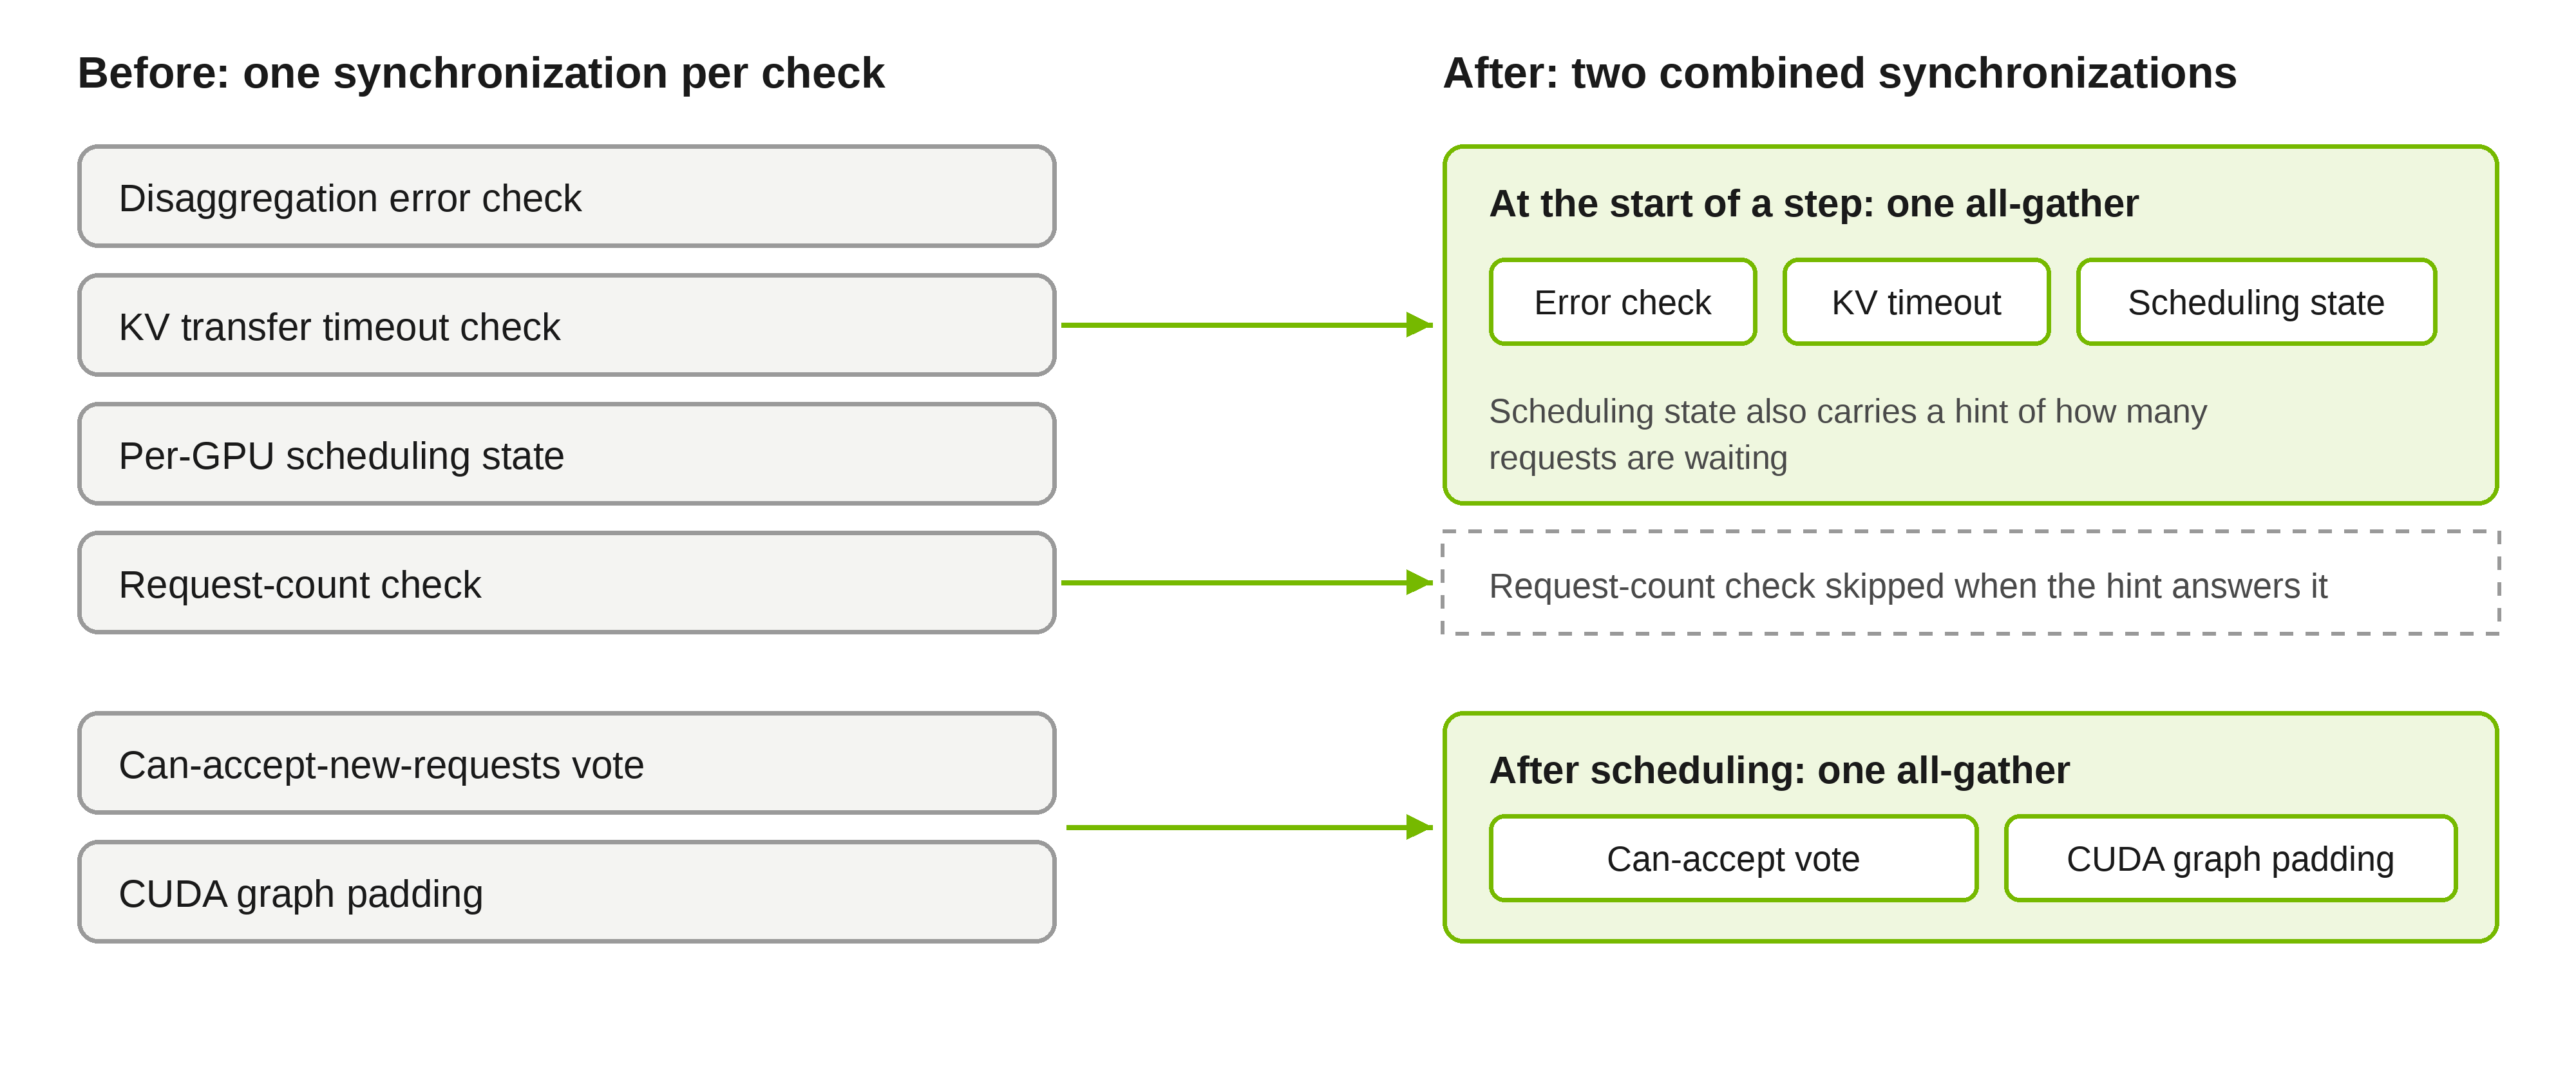 Before: one synchronization per check
Disaggregation error check
KV transfer timeout check
Per-GPU scheduling state
Request-count check
Can-accept-new-requests vote
CUDA graph padding
After: two combined synchronizations
At the start of a step: one all-gather
Error check
KV timeout
Scheduling state
Scheduling state also carries a hint of how many
requests are waiting
Request-count check skipped when the hint answers it
After scheduling: one all-gather
Can-accept vote
CUDA graph padding